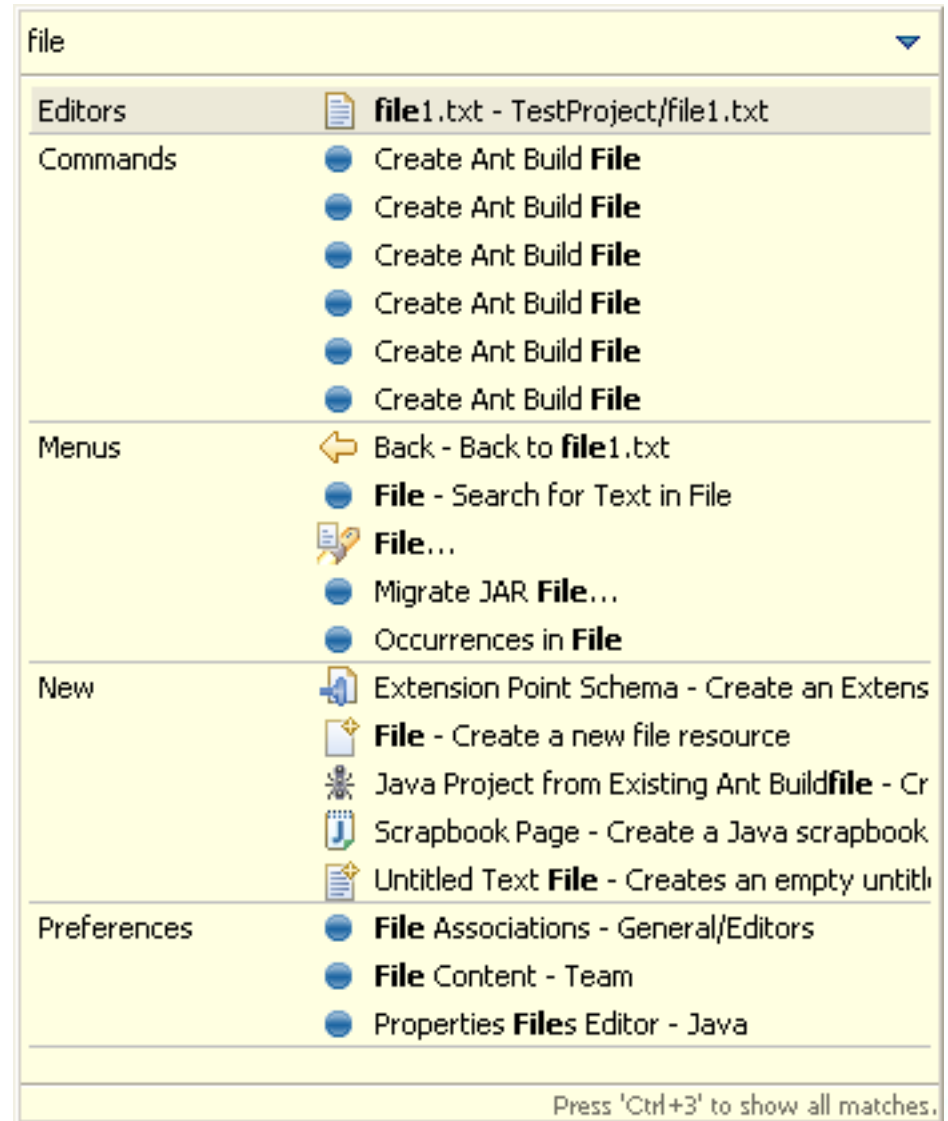 file
Editors file1.txt - TestProject/file1.txt
Commands Create Ant Build File
Create Ant Build File
Create Ant Build File
Create Ant Build File
Create Ant Build File
Create Ant Build File
Menus Back - Back to file1.txt
File - Search for Text in File
File...
Migrate JAR File...
Occurrences in File
New Extension Point Schema - Create an Extens
File - Create a new file resource
Java Project from Existing Ant Buildfile - Cr
Scrapbook Page - Create a Java scrapbook
Untitled Text File - Creates an empty untitl
Preferences File Associations - General/Editors
File Content - Team
Properties Files Editor - Java
Press 'Ctrl+3' to show all matches.